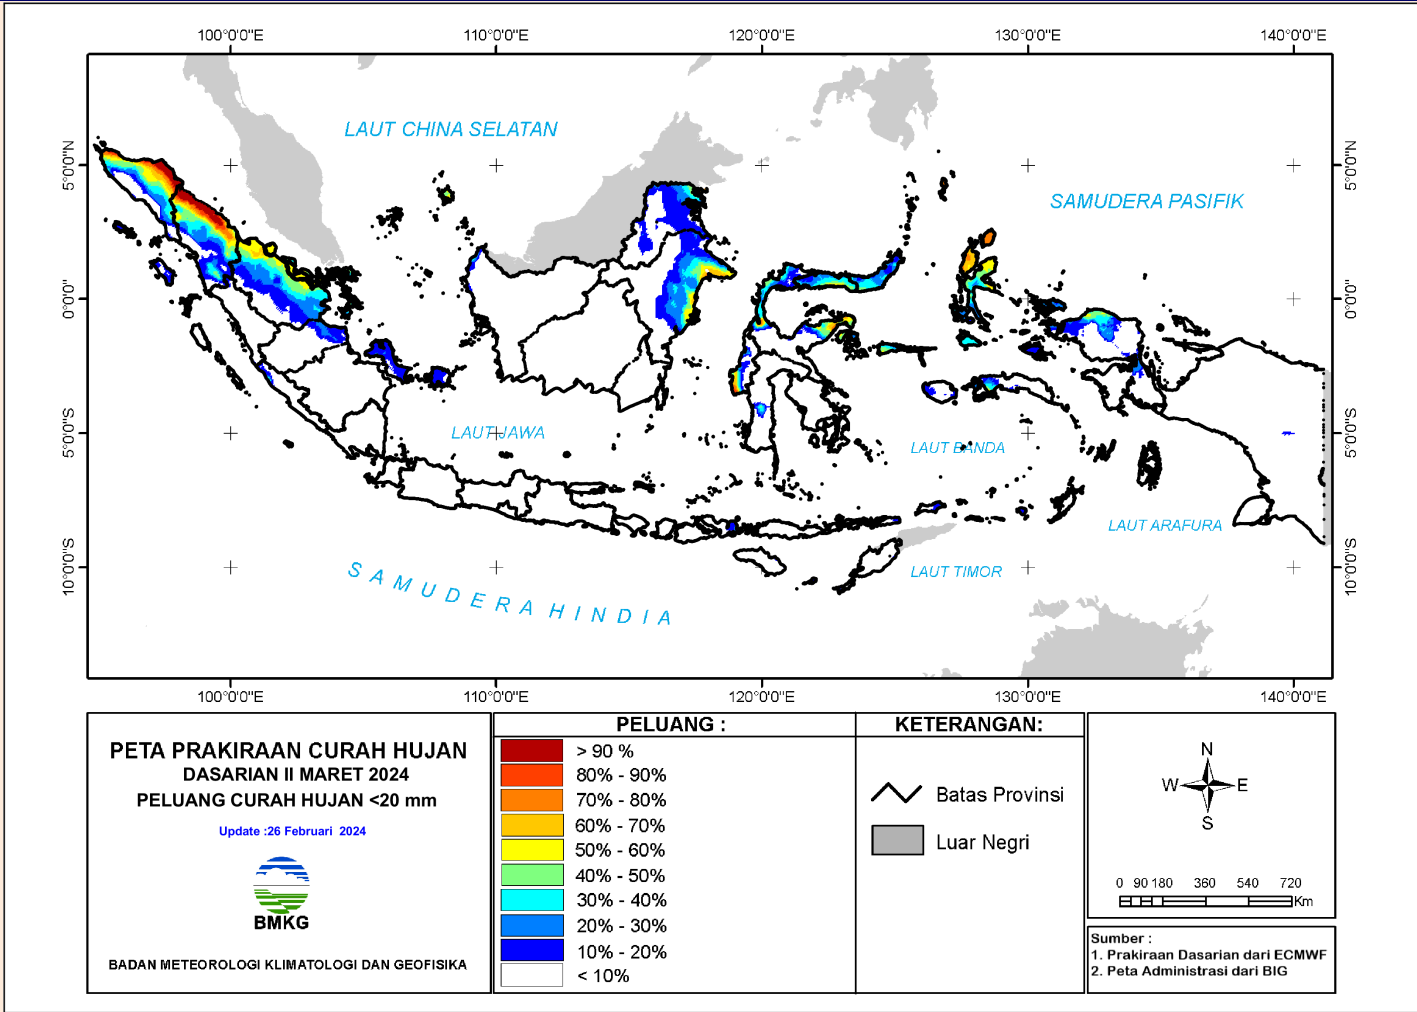 100°0'0"E 110°0'0"E 120°0'0"E 130°0'0"E 140°0'0"E
LAUT CHINA SELATAN
5°0'0"N 5°0'0"N
SAMUDERA PASIFIK
0°0'0" 0°0'0"
LAUT JAWA
5°0'0"S 5°0'0"S
LAUT BANDA
LAUT ARAFURA
10°0'0"S 10°0'0"S
LAUT TIMOR
SAMUDERA HINDIA
100°0'0"E 110°0'0"E 120°0'0"E 130°0'0"E 140°0'0"E
PETA PRAKIRAAN CURAH HUJAN
DASARIAN II MARET 2024
PELUANG CURAH HUJAN <20 mm
Update :26 Februari 2024
BMKG
BADAN METEOROLOGI KLIMATOLOGI DAN GEOFISIKA
PELUANG :
> 90 %
80% - 90%
70% - 80%
60% - 70%
50% - 60%
40% - 50%
30% - 40%
20% - 30%
10% - 20%
< 10%
KETERANGAN:
Batas Provinsi
Luar Negri
N
W E
S
0 90 180 360 540 720
Km
Sumber :
1. Prakiraan Dasarian dari ECMWF
2. Peta Administrasi dari BIG